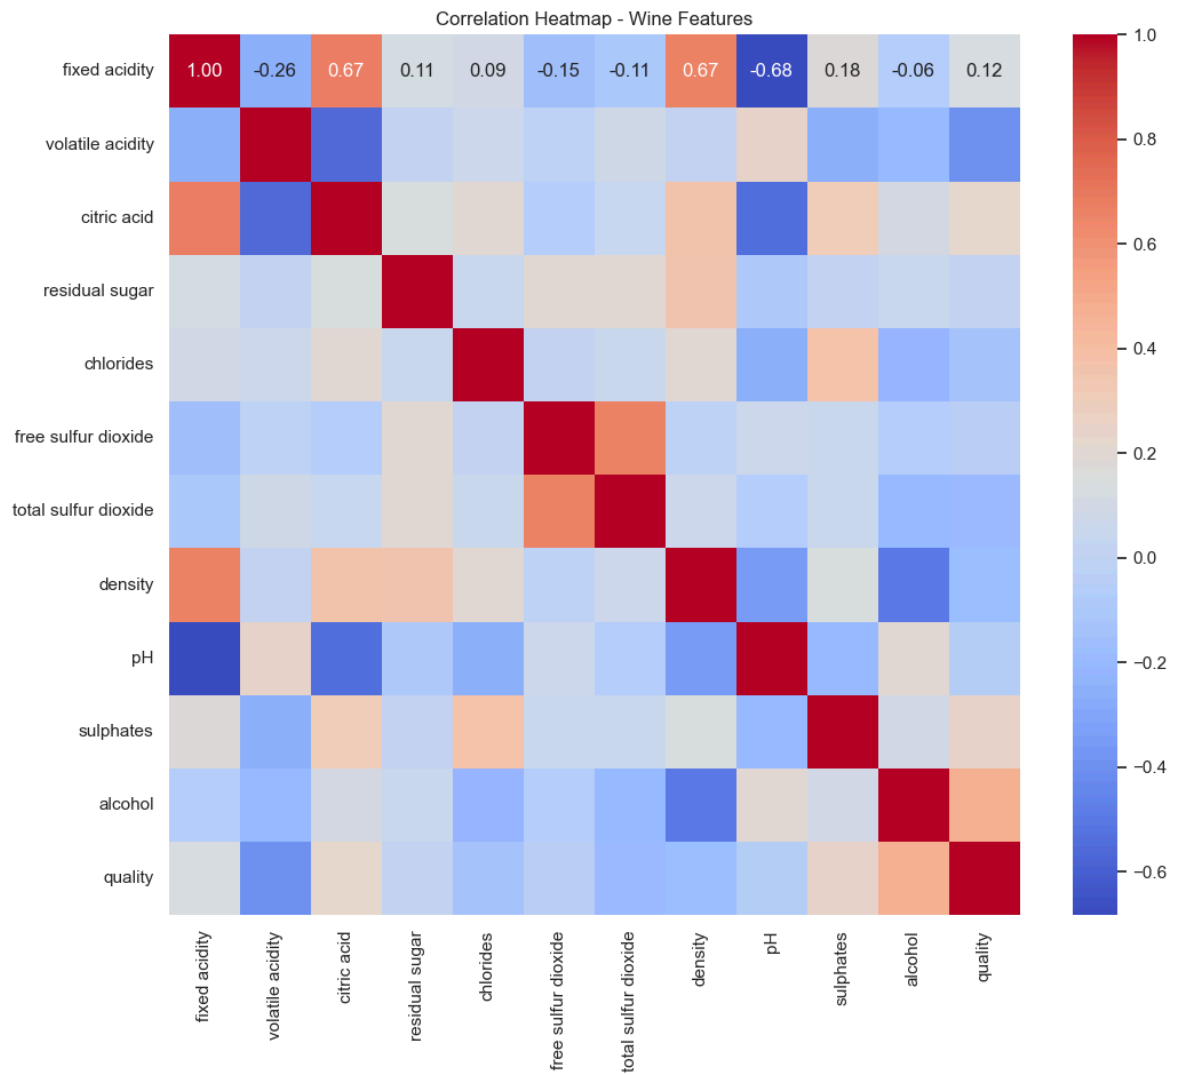 Correlation Heatmap - Wine Features
fixed acidity 1.00 -0.26 0.67 0.11 0.09 -0.15 -0.11 0.67 -0.68 0.18 -0.06 0.12
volatile acidity
citric acid
residual sugar
chlorides
free sulfur dioxide
total sulfur dioxide
density
pH
sulphates
alcohol
quality
fixed acidity
volatile acidity
citric acid
residual sugar
chlorides
free sulfur dioxide
total sulfur dioxide
density
pH
sulphates
alcohol
quality
1.0
0.8
0.6
0.4
0.2
0.0
−0.2
−0.4
−0.6